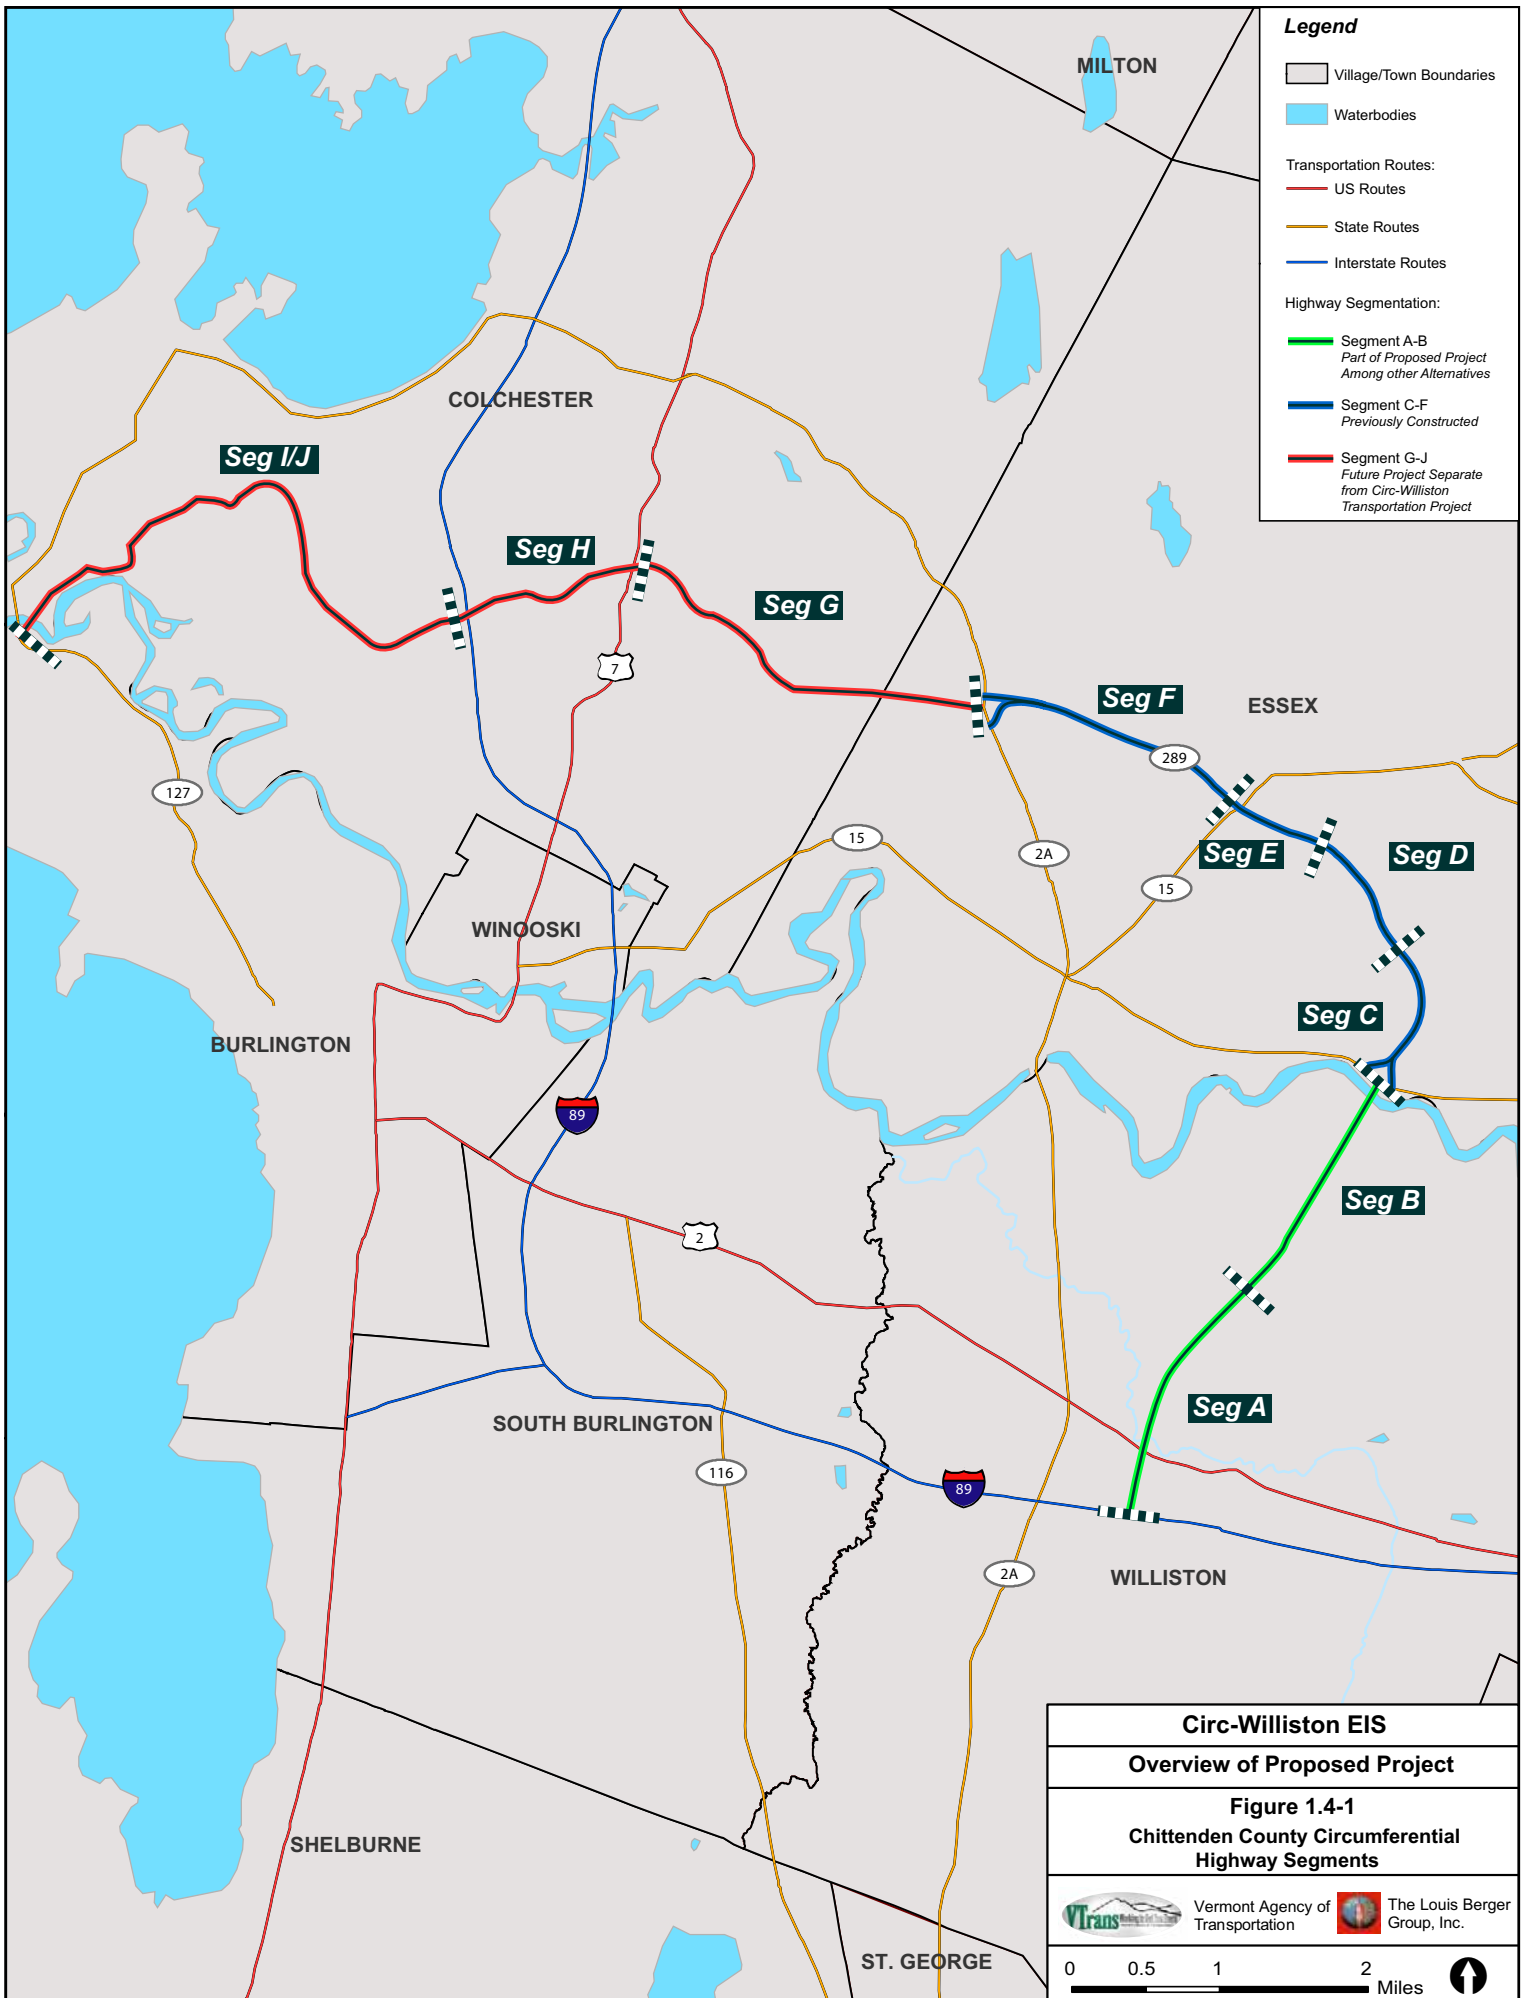 Legend
Village/Town Boundaries
Waterbodies
Transportation Routes:
US Routes
State Routes
Interstate Routes
Highway Segmentation:
Segment A-B
Part of Proposed Project
Among other Alternatives
Segment C-F
Previously Constructed
Segment G-J
Future Project Separate
from Circ-Williston
Transportation Project
MILTON
COLCHESTER
Seg I/J
Seg H
Seg G
7
Seg F
ESSEX
289
127
15
2A
Seg E
Seg D
15
WINOOSKI
Seg C
BURLINGTON
89
Seg B
2
Seg A
SOUTH BURLINGTON
116
89
2A
WILLISTON
SHELBURNE
ST. GEORGE
Circ-Williston EIS
Overview of Proposed Project
Figure 1.4-1
Chittenden County Circumferential
Highway Segments
VTrans
Vermont Agency of
Transportation
The Louis Berger
Group, Inc.
0 0.5 1 2
Miles